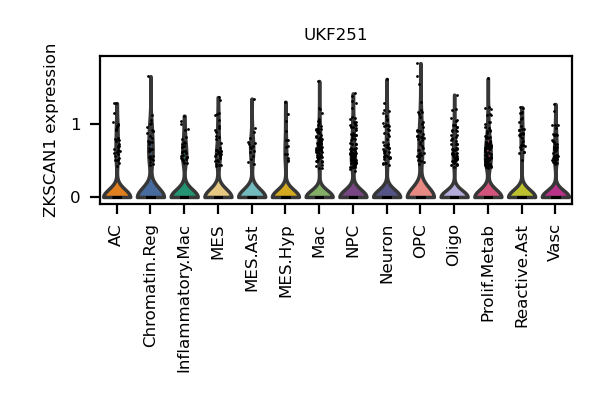 UKF251
ZKSCAN1 expression
1
0
AC
Chromatin.Reg
Inflammatory.Mac
MES
MES.Ast
MES.Hyp
Mac
NPC
Neuron
OPC
Oligo
Prolif.Metab
Reactive.Ast
Vasc